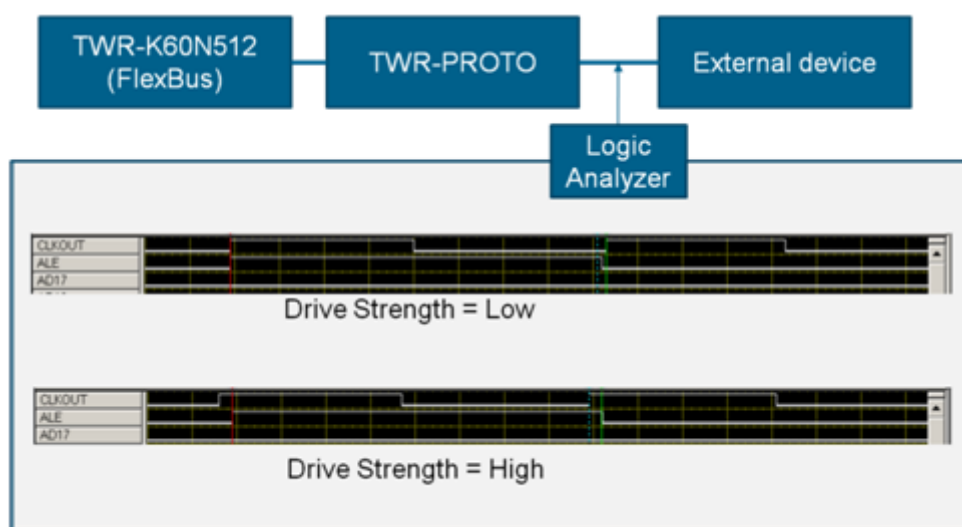 TWR-K60N512
(FlexBus)
TWR-PROTO
External device
Logic
Analyzer
CLKOUT
ALE
AD17
Drive Strength = Low
CLKOUT
ALE
AD17
Drive Strength = High